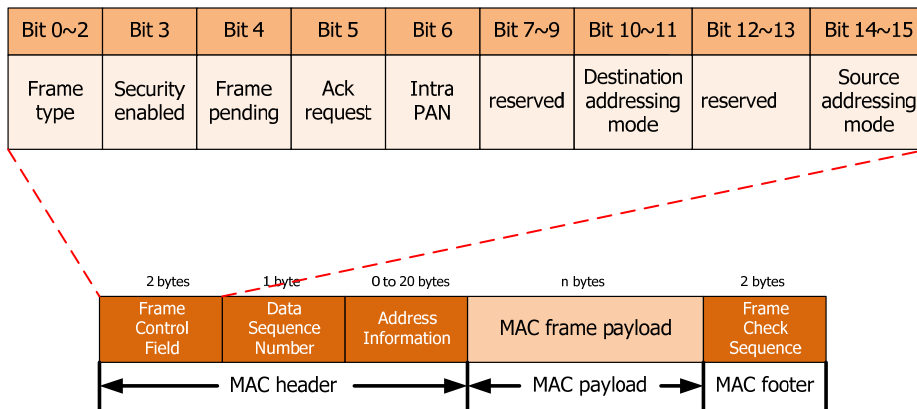 Bit 0~2 Bit 3 Bit 4 Bit 5 Bit 6 Bit 7~9 Bit 10~11 Bit 12~13 Bit 14~15
Frame type
Security enabled
Frame pending
Ack request
Intra PAN
reserved
Destination addressing mode
reserved
Source addressing mode
2 bytes 1 byte 0 to 20 bytes n bytes 2 bytes
Frame Control Field
Data Sequence Number
Address Information
MAC frame payload
Frame Check Sequence
MAC header MAC payload MAC footer